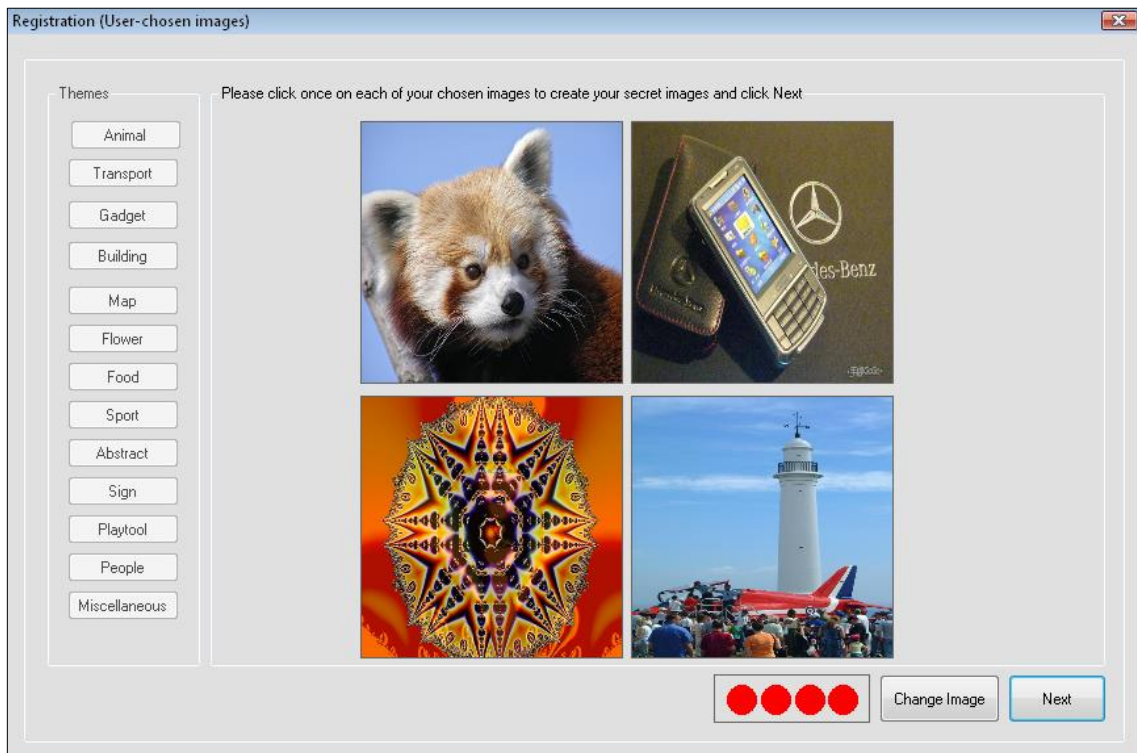 Registration (User-chosen images)
Themes
Please click once on each of your chosen images to create your secret images and click Next
Animal
Transport
Gadget
Building
Map
Flower
Food
Sport
Abstract
Sign
Playtool
People
Miscellaneous
des-Benz
Change Image
Next